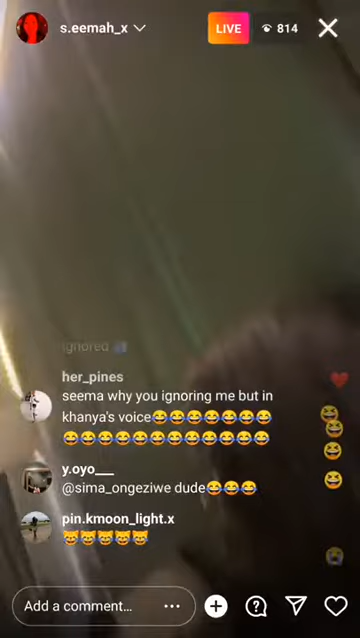 s.eemah_x
LIVE
814
ignored
her_pines
seema why you ignoring me but in
khanya's voice😂😂😂😂😂😂😂
😂😂😂😂😂😂😂😂😂😂😂😂
y.oyo___
@sima_ongeziwe dude😂😂😂
pin.kmoon_light.x
😹😹😹😹😹
Add a comment...